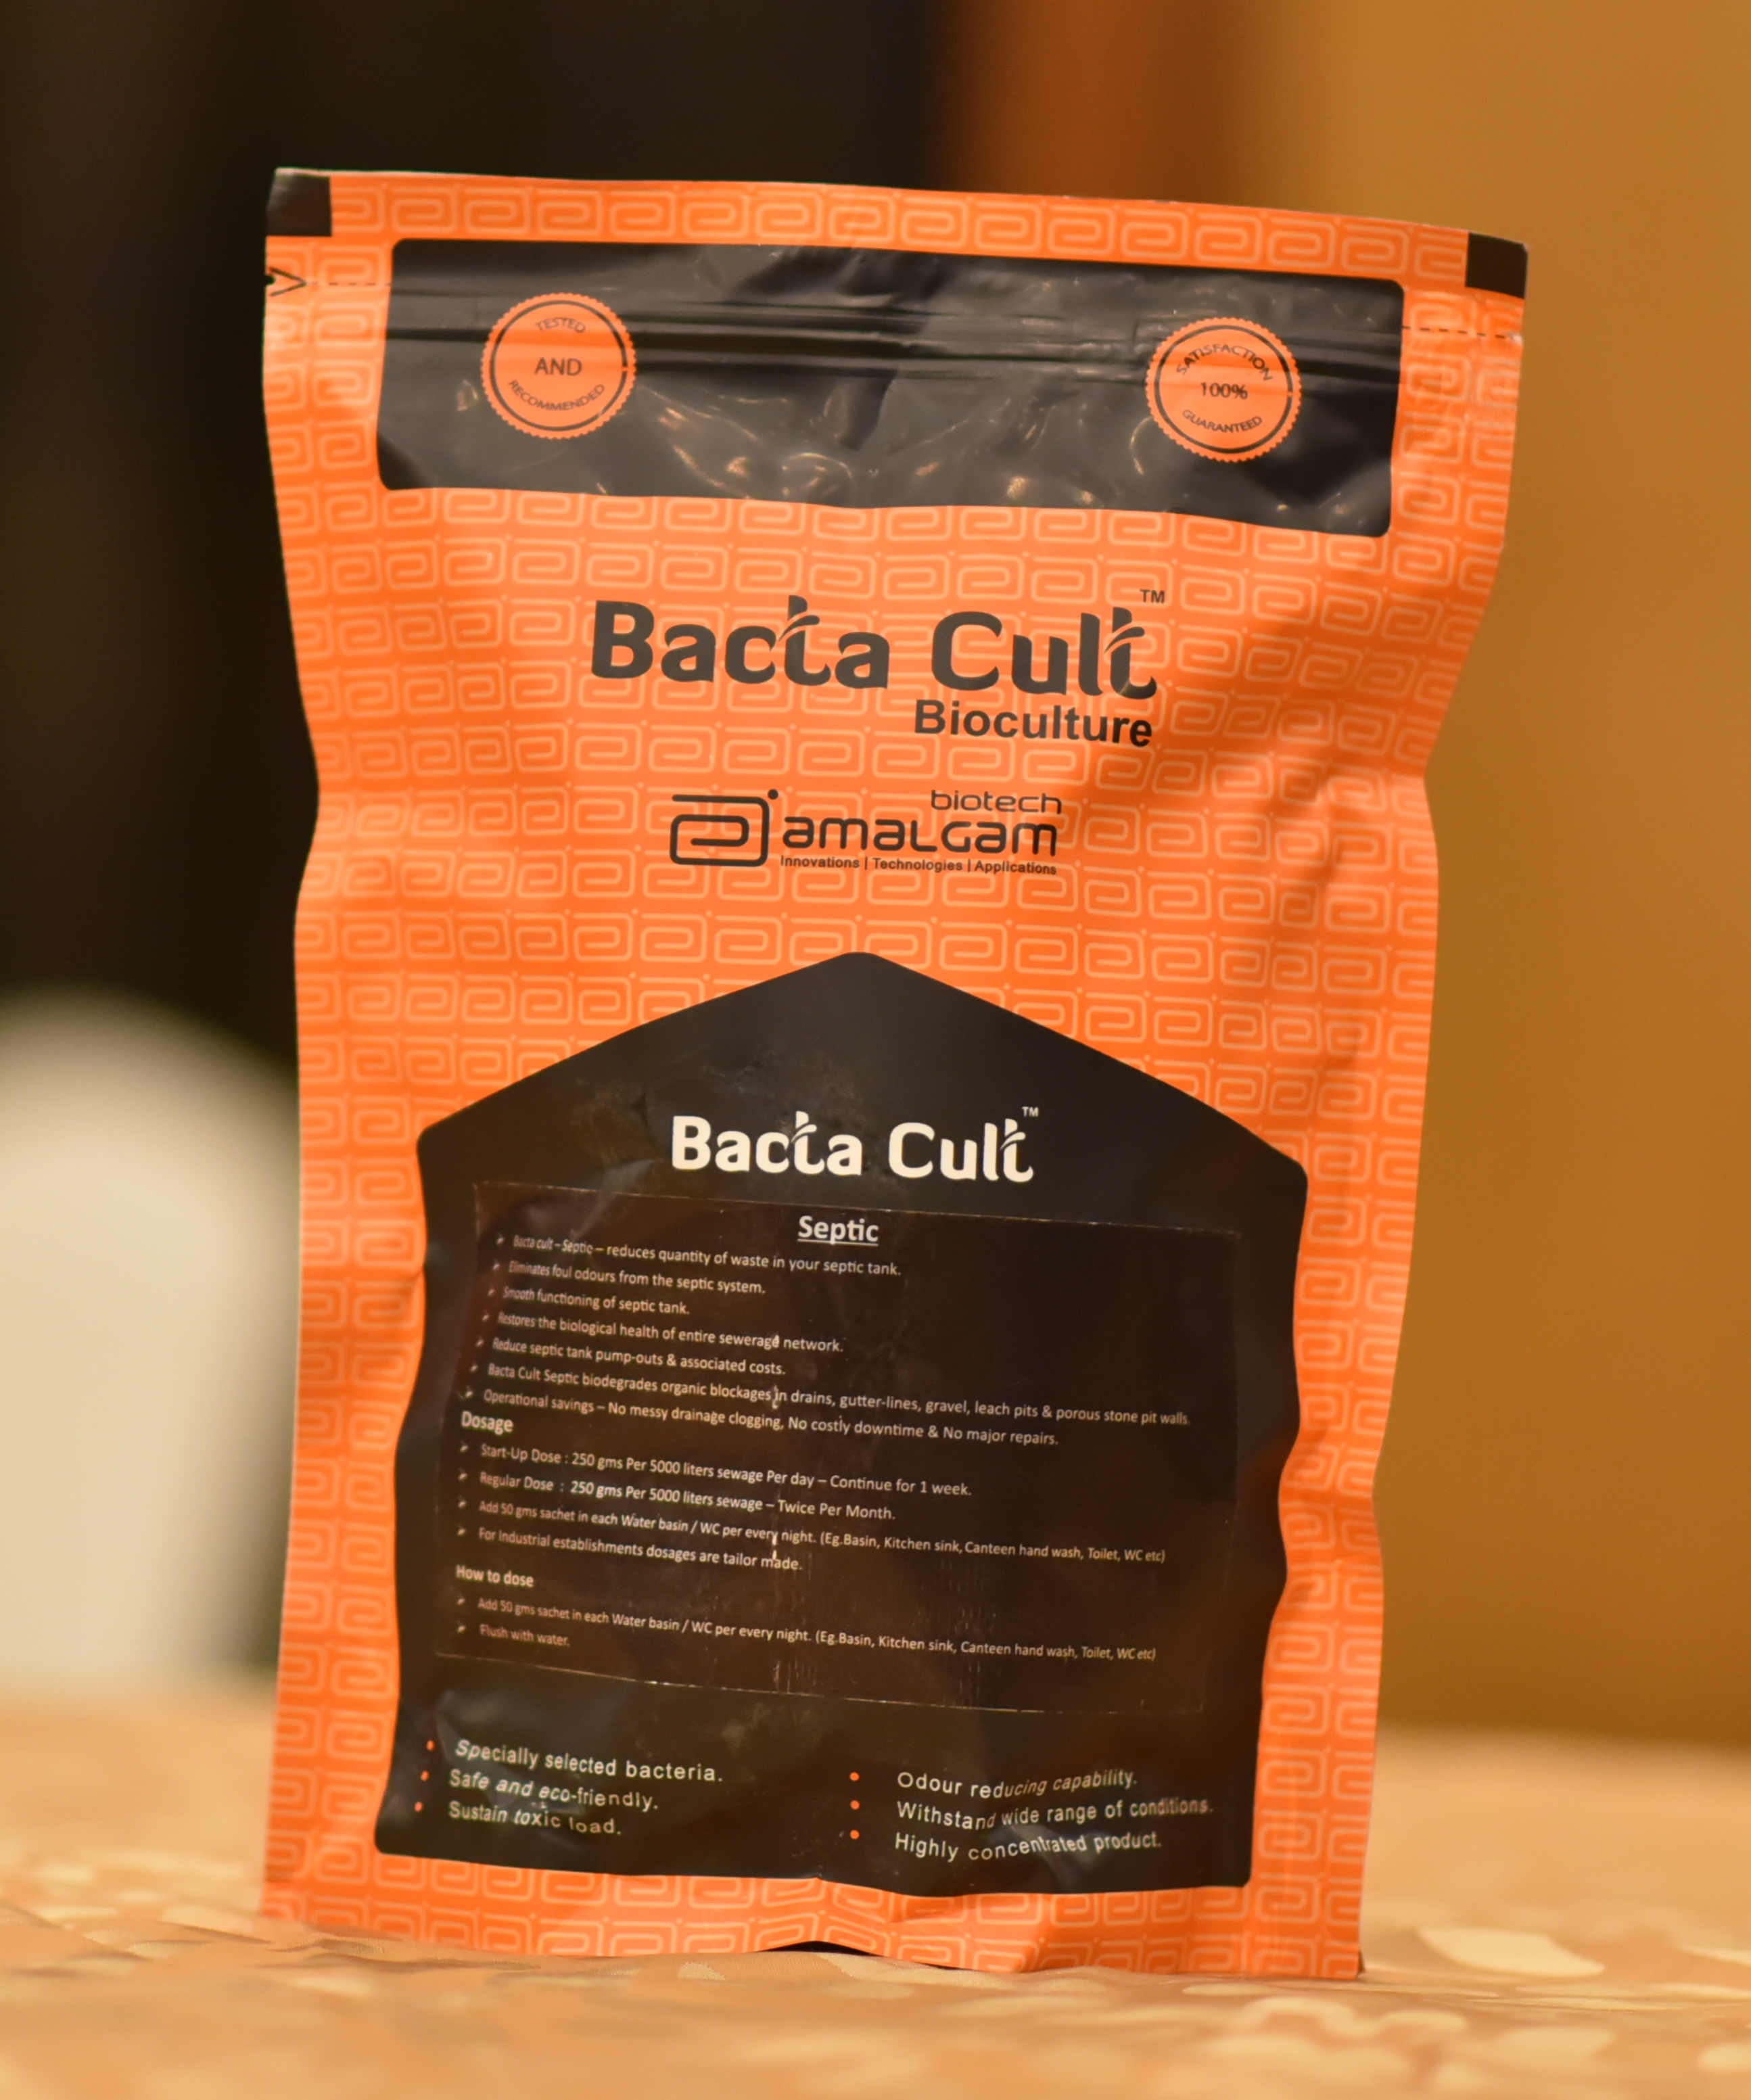 TESTED
AND
RECOMMENDED
SATISFACTION
100%
GUARANTEED
Bacta Cult™
Bioculture
biotech
amalgam
Innovations | Technologies | Applications
Bacta Cult™
Septic
➤ Bacta cult – Septic – reduces quantity of waste in your septic tank.
➤ Eliminates foul odours from the septic system.
➤ Smooth functioning of septic tank.
➤ Restores the biological health of entire sewerage network.
➤ Reduce septic tank pump-outs & associated costs.
➤ Bacta Cult Septic biodegrades organic blockages in drains, gutter-lines, gravel, leach pits & porous stone pit walls.
➤ Operational savings – No messy drainage clogging, No costly downtime & No major repairs.
Dosage
➤ Start-Up Dose : 250 gms Per 5000 liters sewage Per day – Continue for 1 week.
➤ Regular Dose : 250 gms Per 5000 liters sewage – Twice Per Month.
➤ Add 50 gms sachet in each Water basin / WC per every night. (Eg.Basin, Kitchen sink, Canteen hand wash, Toilet, WC etc)
➤ For Industrial establishments dosages are tailor made.
How to dose
➤ Add 50 gms sachet in each Water basin / WC per every night. (Eg.Basin, Kitchen sink, Canteen hand wash, Toilet, WC etc)
➤ Flush with water.
• Specially selected bacteria.
• Safe and eco-friendly.
• Sustain toxic load.
• Odour reducing capability.
• Withstand wide range of conditions.
• Highly concentrated product.